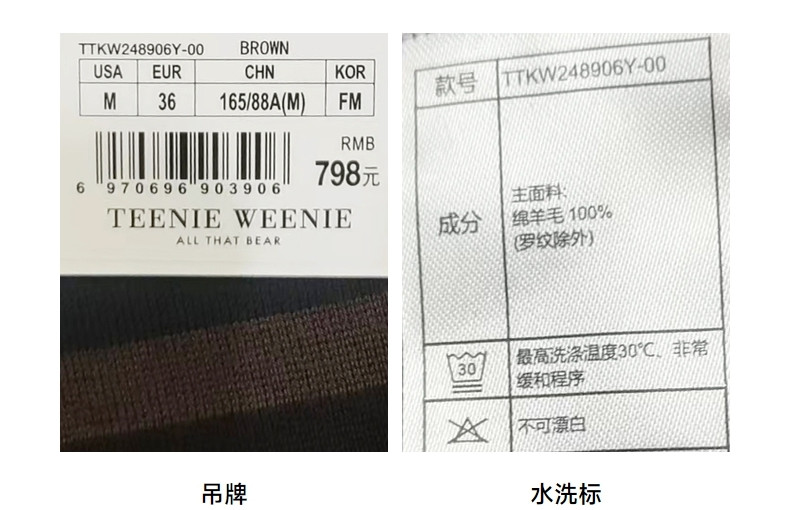 TTKW248906Y-00 BROWN
USA EUR CHN KOR
M 36 165/88A(M) FM
RMB
798元
6 970696 903906
TEENIE WEENIE
ALL THAT BEAR
款号 TTKW248906Y-00
成分
主面料:
绵羊毛 100%
(罗纹除外)
30
最高洗涤温度30℃、非常
缓和程序
不可漂白
吊牌
水洗标